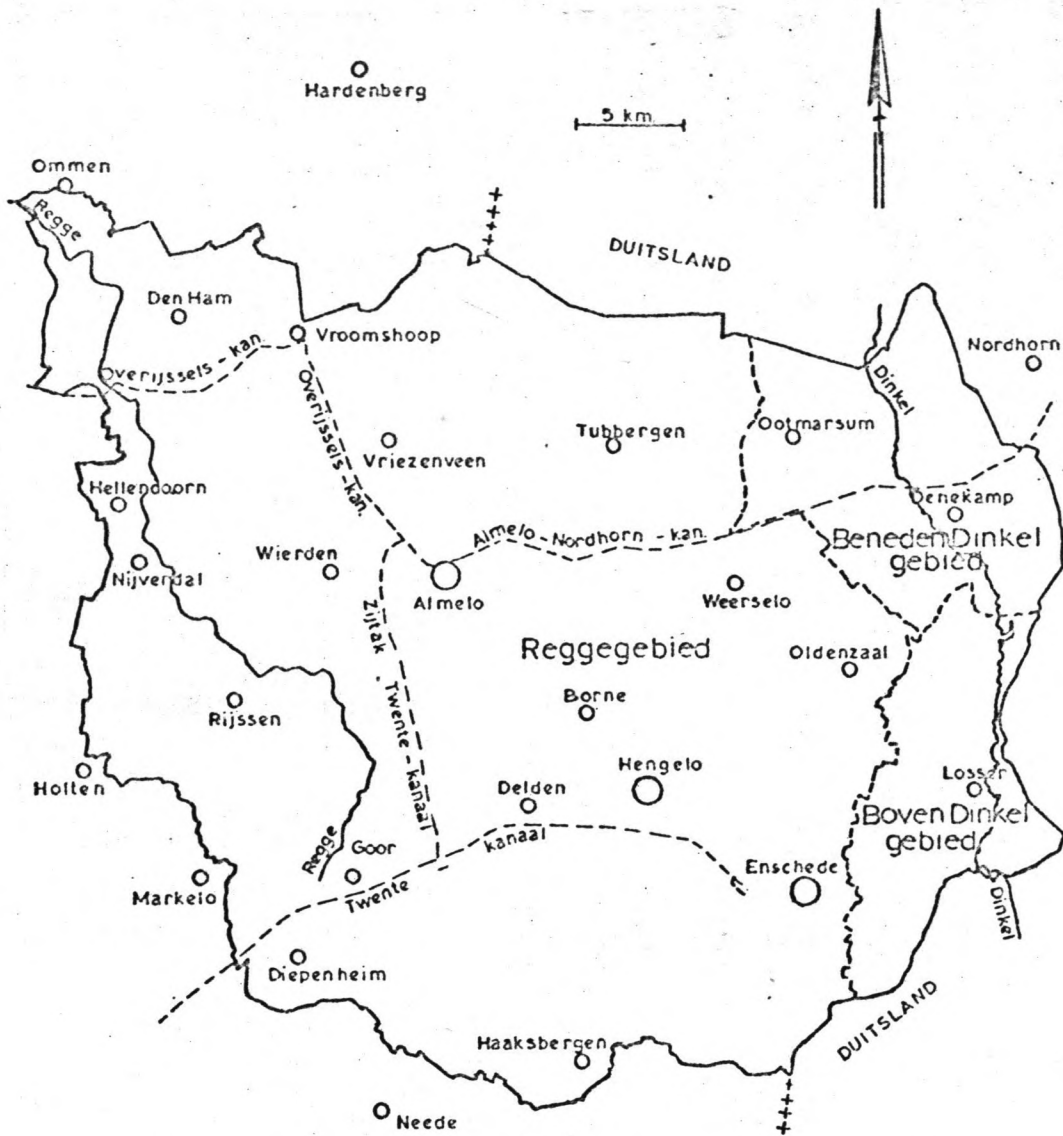 Hardenberg
5 km.
Ommen
Regge
DUITSLAND
Den Ham
Vroomshoop
Nordhorn
Overijssels-kan.
Dinkel
Overijssels-kan.
Vriezenveen
Tubbergen
Ootmarsum
Hellendoorn
Denekamp
Almelo-Nordhorn-kan.
Beneden Dinkel
gebied
Wierden
Nijverdal
Almelo
Weerselo
Zijtak Twente-kanaal
Reggegebied
Oldenzaal
Borne
Rijssen
Hengelo
Holten
Delden
Losser
Boven Dinkel
gebied
Regge
Goor
Twente kanaal
Enschede
Markelo
Dinkel
Diepenheim
DUITSLAND
Haaksbergen
Neede